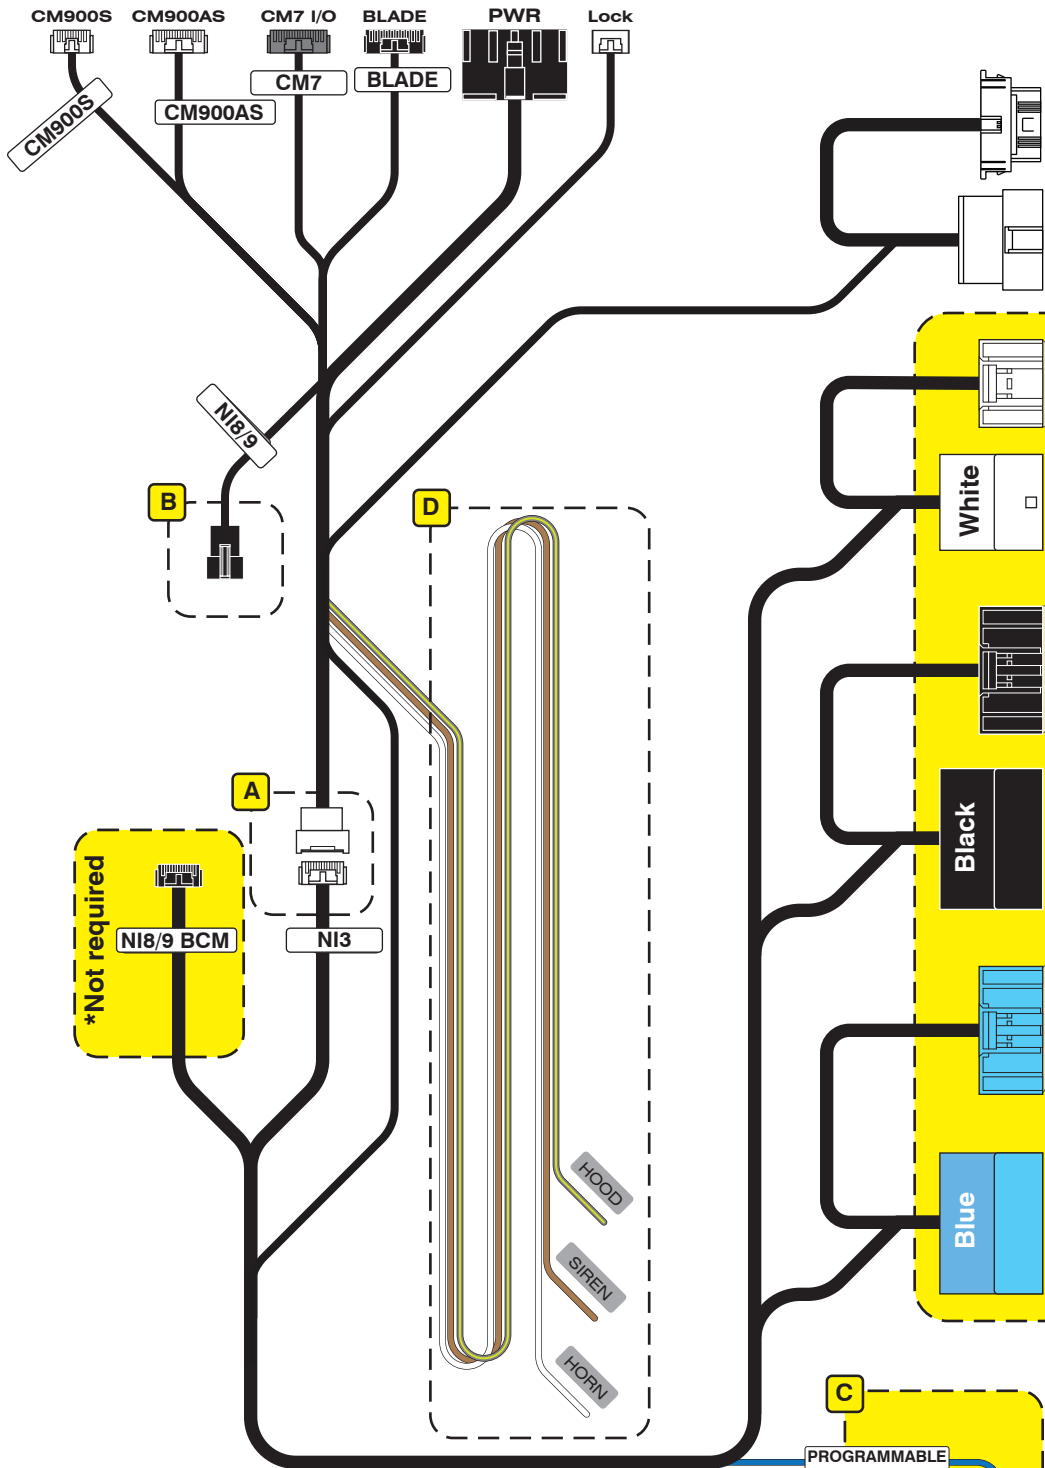 CM900S CM900AS CM7 I/O BLADE PWR Lock
CM900S
CM900AS
CM7
BLADE
NI8/9
B
D
White
A
Black
*Not required
NI8/9 BCM
NI3
HOOD
Blue
SIREN
HORN
C
PROGRAMMABLE